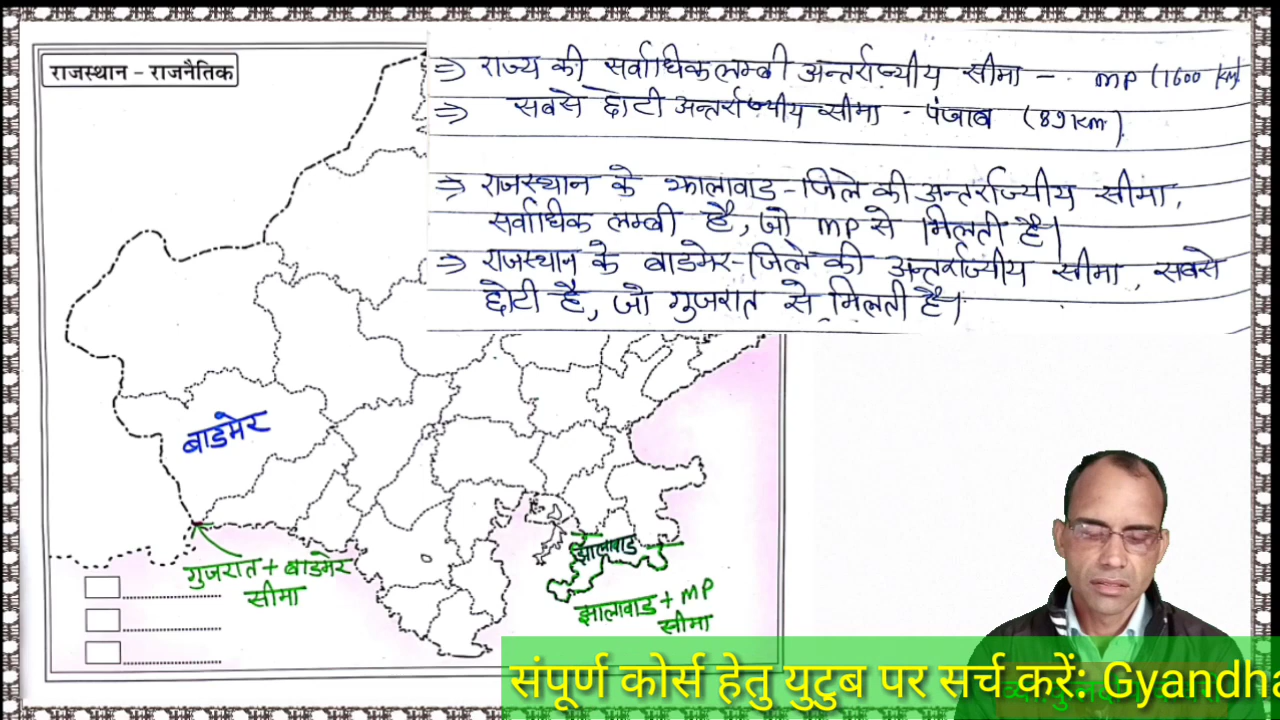 राजस्थान - राजनैतिक
⇒ राज्य की सर्वाधिक लम्बी अन्तर्राज्यीय सीमा - MP (1600 km)
⇒ सबसे छोटी अन्तर्राज्यीय सीमा - पंजाब (89 km)
⇒ राजस्थान के झालावाड - जिले की अन्तर्राज्यीय सीमा,
सर्वाधिक लम्बी है, जो MP से मिलती है।
⇒ राजस्थान के बाडमेर - जिले की अन्तर्राज्यीय सीमा, सबसे
छोटी है, जो गुजरात से मिलती है।
बाडमेर
झालावाड
गुजरात + बाडमेर
सीमा
झालावाड + MP
सीमा
संपूर्ण कोर्स हेतु युटुब पर सर्च करें: Gyandha